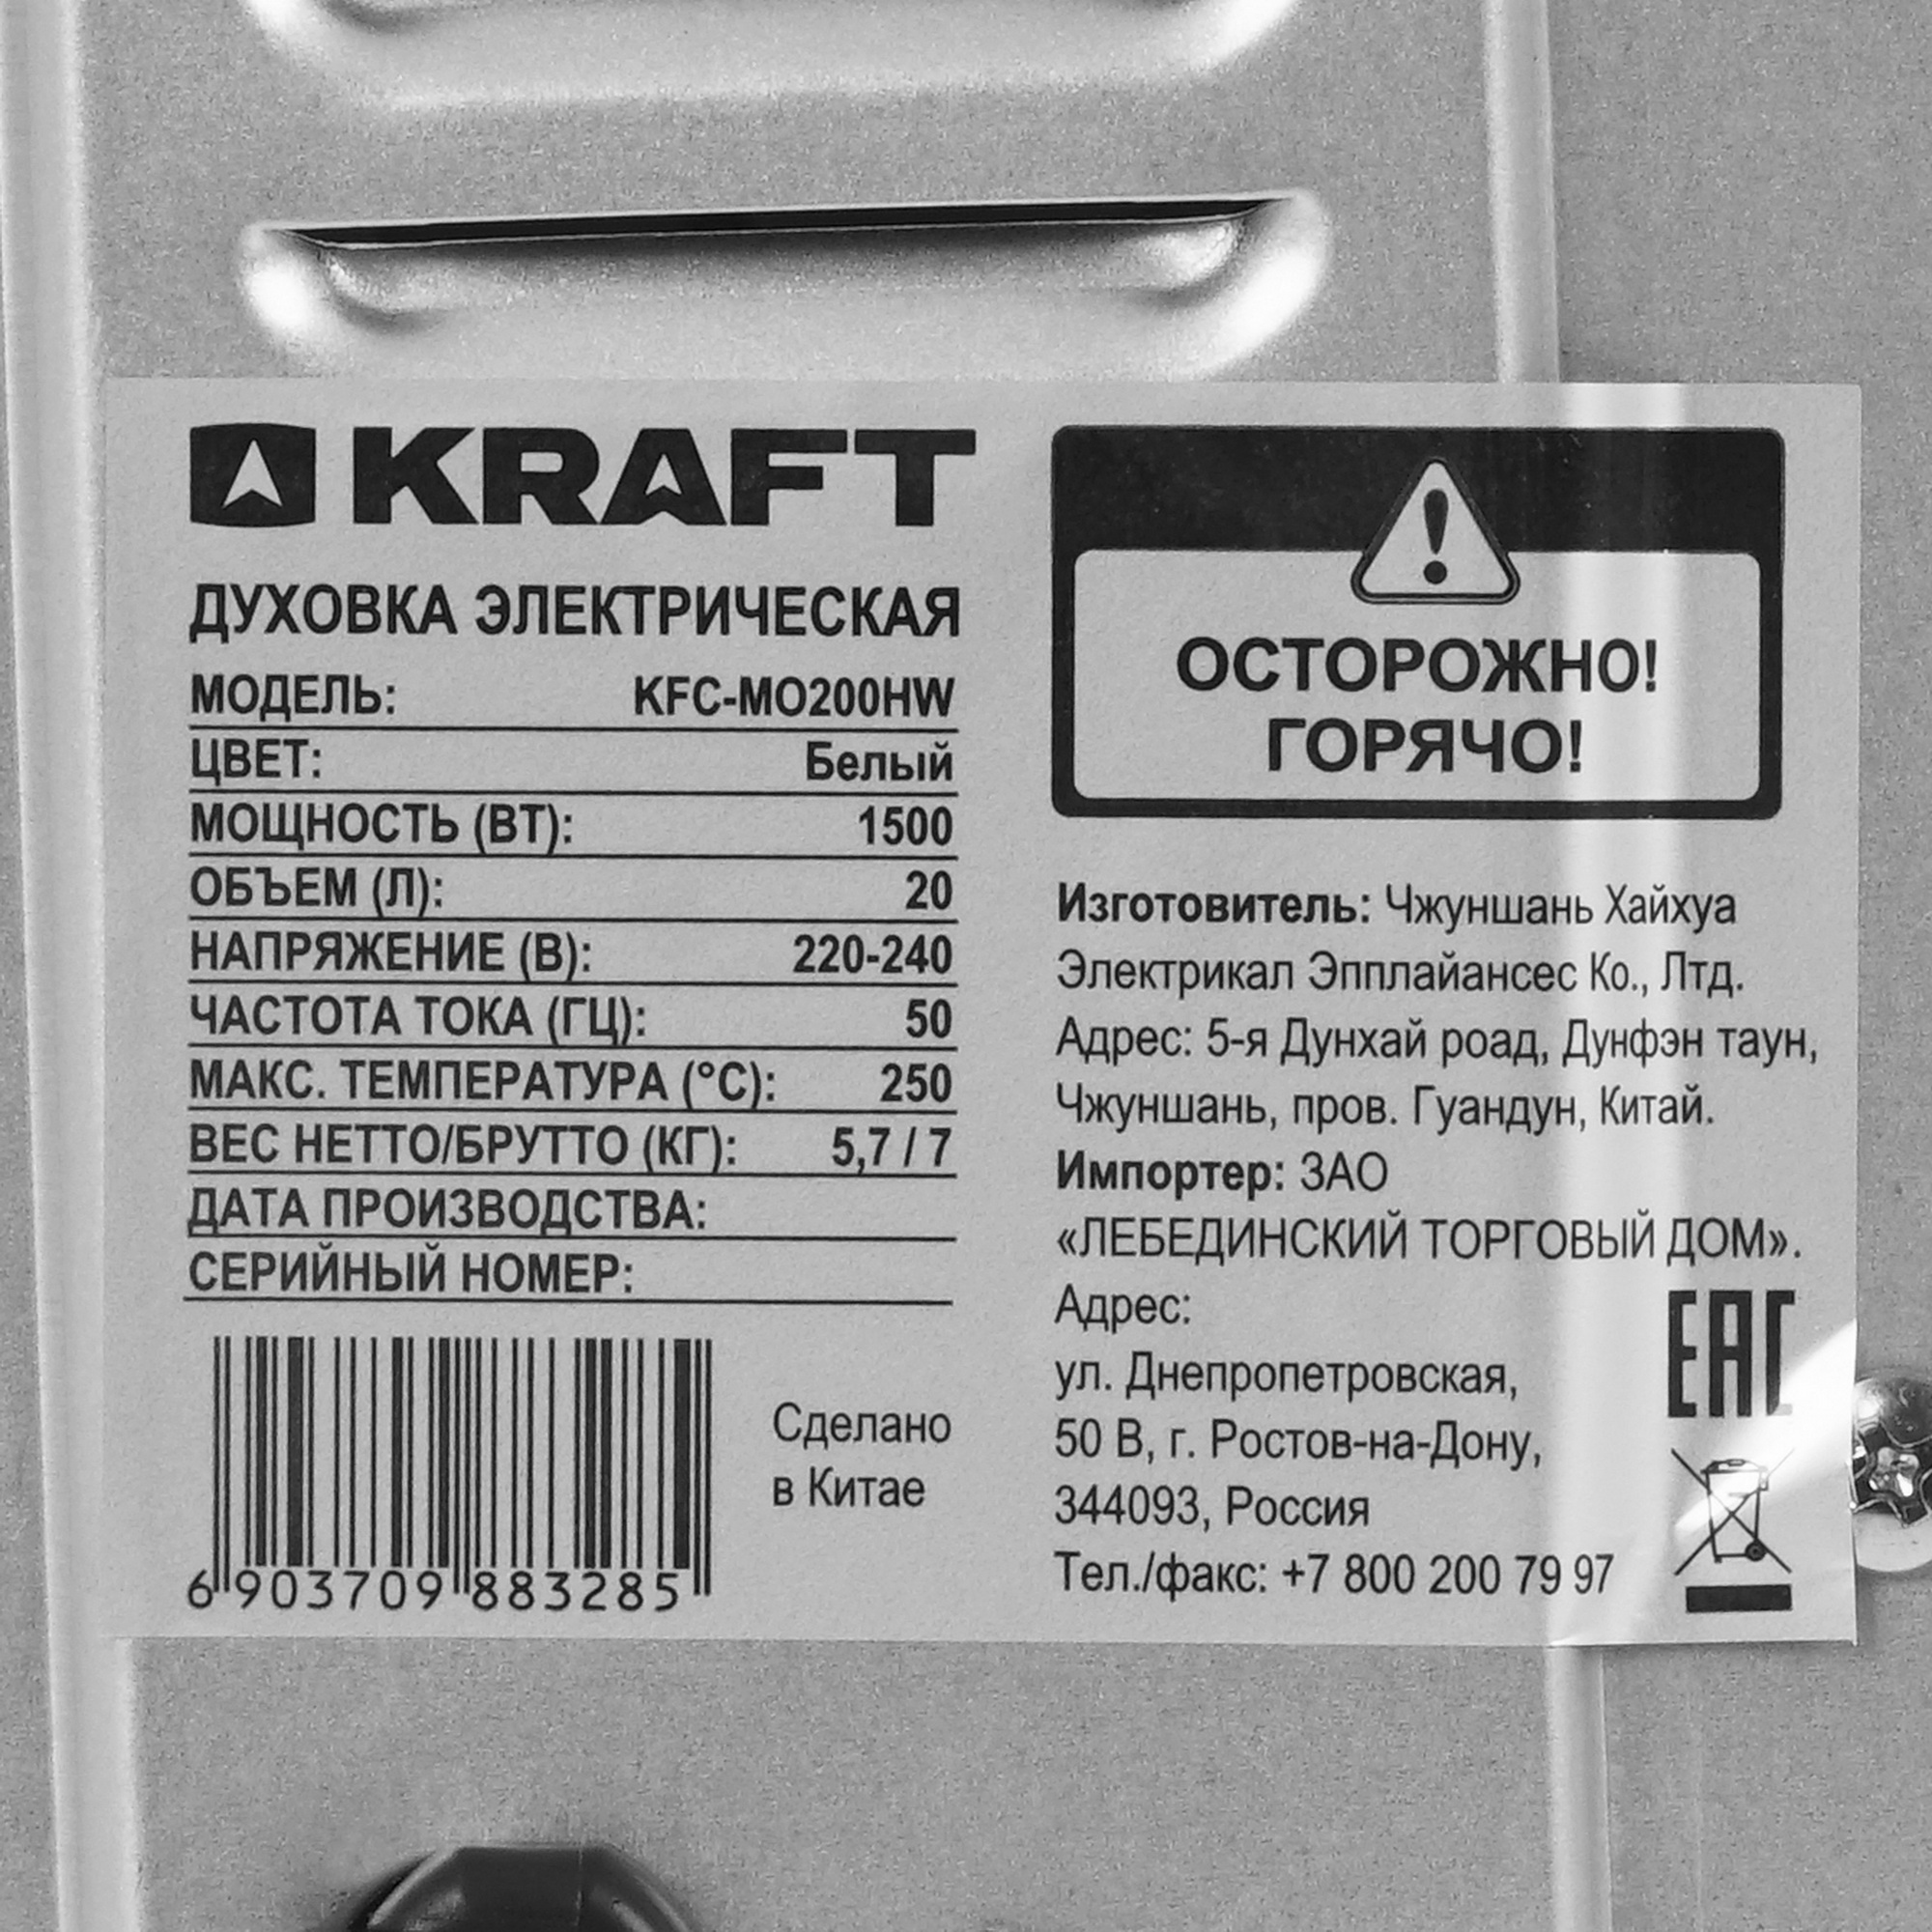 KRAFT
ДУХОВКА ЭЛЕКТРИЧЕСКАЯ
МОДЕЛЬ: KFC-MO200HW
ЦВЕТ: Белый
МОЩНОСТЬ (ВТ): 1500
ОБЪЕМ (Л): 20
НАПРЯЖЕНИЕ (В): 220-240
ЧАСТОТА ТОКА (ГЦ): 50
МАКС. ТЕМПЕРАТУРА (°С): 250
ВЕС НЕТТО/БРУТТО (КГ): 5,7 / 7
ДАТА ПРОИЗВОДСТВА:
СЕРИЙНЫЙ НОМЕР:
6 903709 883285
Сделано
в Китае
ОСТОРОЖНО!
ГОРЯЧО!
Изготовитель: Чжуншань Хайхуа
Электрикал Эпплайансес Ко., Лтд.
Адрес: 5-я Дунхай роад, Дунфэн таун,
Чжуншань, пров. Гуандун, Китай.
Импортер: ЗАО
«ЛЕБЕДИНСКИЙ ТОРГОВЫЙ ДОМ».
Адрес:
ул. Днепропетровская,
50 В, г. Ростов-на-Дону,
344093, Россия
Тел./факс: +7 800 200 79 97
EAC